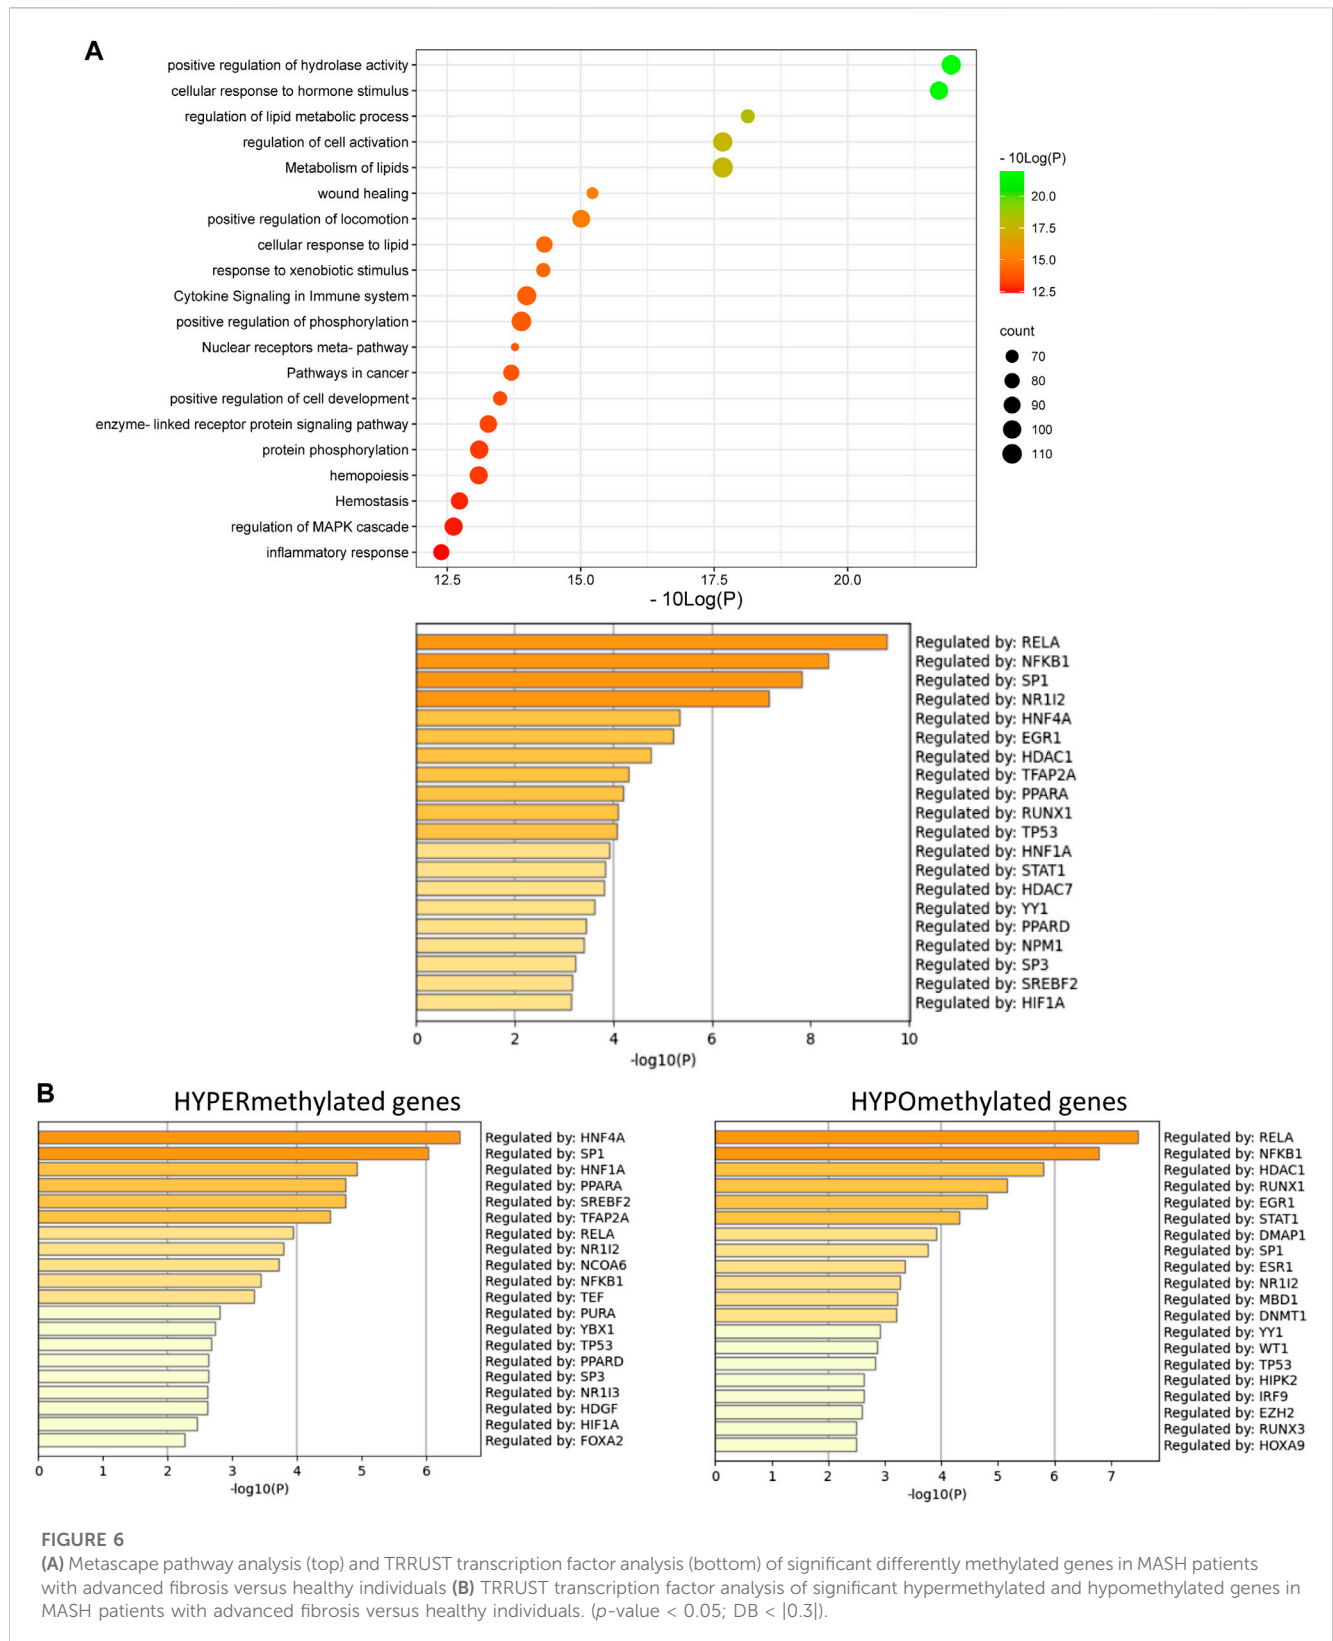 A
positive regulation of hydrolase activity
cellular response to hormone stimulus
regulation of lipid metabolic process
regulation of cell activation
Metabolism of lipids
wound healing
positive regulation of locomotion
cellular response to lipid
response to xenobiotic stimulus
Cytokine Signaling in Immune system
positive regulation of phosphorylation
Nuclear receptors meta- pathway
Pathways in cancer
positive regulation of cell development
enzyme- linked receptor protein signaling pathway
protein phosphorylation
hemopoiesis
Hemostasis
regulation of MAPK cascade
inflammatory response
12.5 15.0 17.5 20.0
- 10Log(P)
- 10Log(P)
20.0
17.5
15.0
12.5
count
70
80
90
100
110
Regulated by: RELA
Regulated by: NFKB1
Regulated by: SP1
Regulated by: NR1I2
Regulated by: HNF4A
Regulated by: EGR1
Regulated by: HDAC1
Regulated by: TFAP2A
Regulated by: PPARA
Regulated by: RUNX1
Regulated by: TP53
Regulated by: HNF1A
Regulated by: STAT1
Regulated by: HDAC7
Regulated by: YY1
Regulated by: PPARD
Regulated by: NPM1
Regulated by: SP3
Regulated by: SREBF2
Regulated by: HIF1A
0 2 4 6 8 10
-log10(P)
B
HYPERmethylated genes
Regulated by: HNF4A
Regulated by: SP1
Regulated by: HNF1A
Regulated by: PPARA
Regulated by: SREBF2
Regulated by: TFAP2A
Regulated by: RELA
Regulated by: NR1I2
Regulated by: NCOA6
Regulated by: NFKB1
Regulated by: TEF
Regulated by: PURA
Regulated by: YBX1
Regulated by: TP53
Regulated by: PPARD
Regulated by: SP3
Regulated by: NR1I3
Regulated by: HDGF
Regulated by: HIF1A
Regulated by: FOXA2
0 1 2 3 4 5 6
-log10(P)
HYPOmethylated genes
Regulated by: RELA
Regulated by: NFKB1
Regulated by: HDAC1
Regulated by: RUNX1
Regulated by: EGR1
Regulated by: STAT1
Regulated by: DMAP1
Regulated by: SP1
Regulated by: ESR1
Regulated by: NR1I2
Regulated by: MBD1
Regulated by: DNMT1
Regulated by: YY1
Regulated by: WT1
Regulated by: TP53
Regulated by: HIPK2
Regulated by: IRF9
Regulated by: EZH2
Regulated by: RUNX3
Regulated by: HOXA9
0 1 2 3 4 5 6 7
-log10(P)
FIGURE 6
(A) Metascape pathway analysis (top) and TRRUST transcription factor analysis (bottom) of significant differently methylated genes in MASH patients
with advanced fibrosis versus healthy individuals (B) TRRUST transcription factor analysis of significant hypermethylated and hypomethylated genes in
MASH patients with advanced fibrosis versus healthy individuals. (p-value < 0.05; DB < |0.3|).